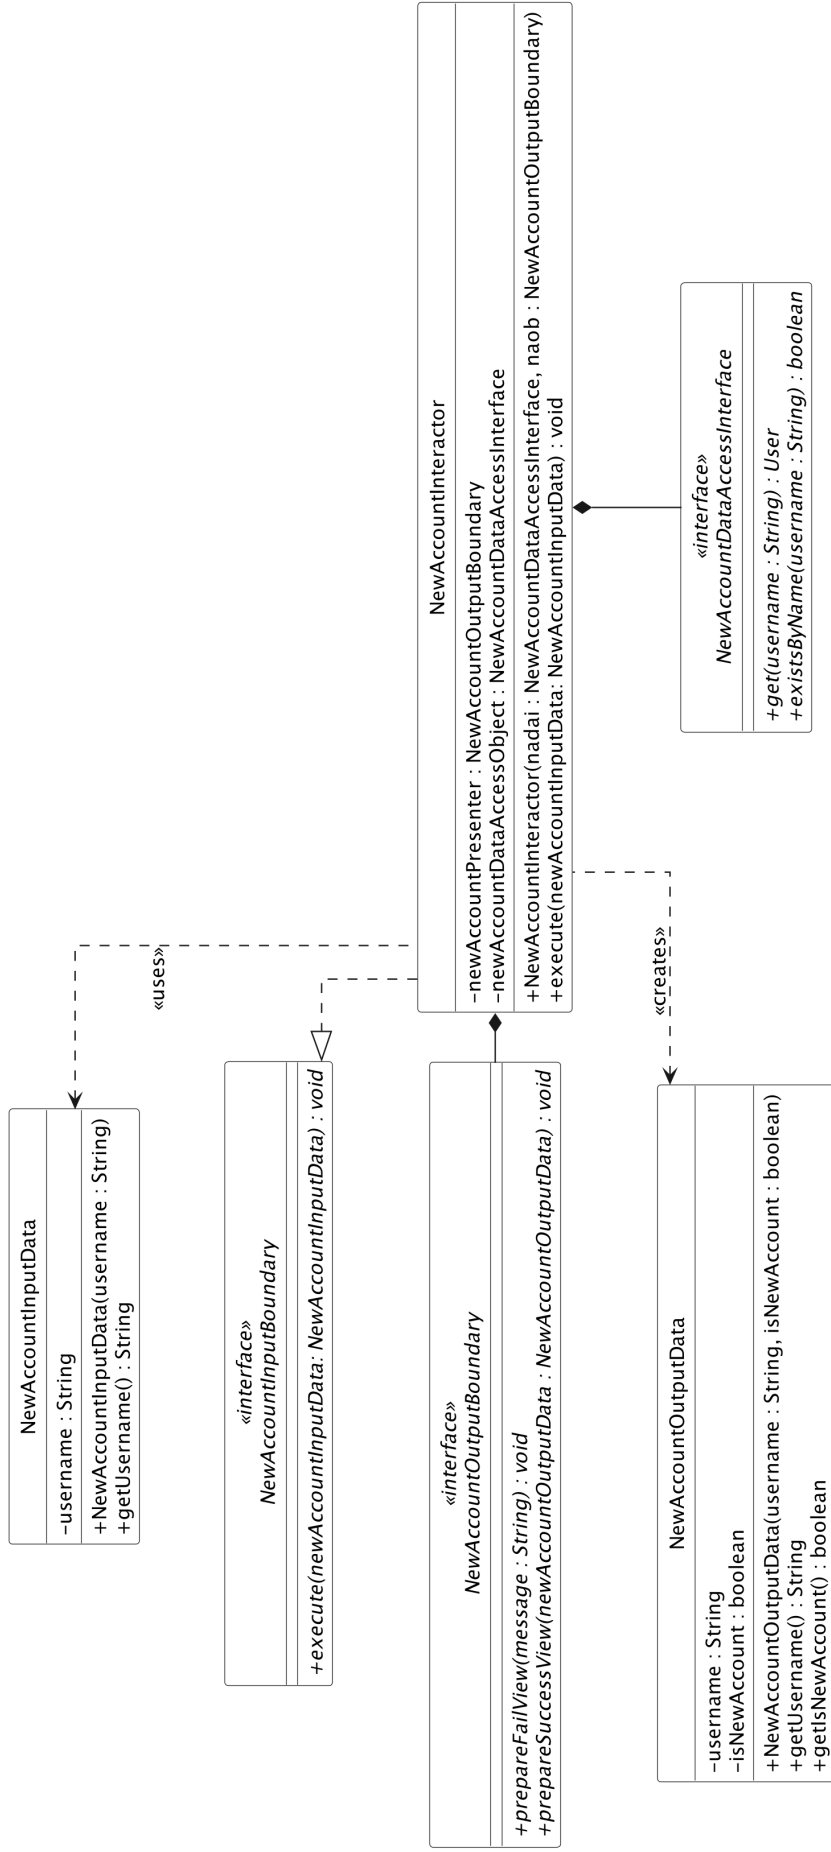 NewAccountInputData
-username : String
+NewAccountInputData(username : String)
+getUsername() : String
«uses»
«interface»
NewAccountInputBoundary
+execute(newAccountInputData: NewAccountInputData) : void
NewAccountInteractor
-newAccountPresenter : NewAccountOutputBoundary
-newAccountDataAccessObject : NewAccountDataAccessInterface
+NewAccountInteractor(nadai : NewAccountDataAccessInterface, naob : NewAccountOutputBoundary)
+execute(newAccountInputData: NewAccountInputData) : void
«interface»
NewAccountOutputBoundary
+prepareFailView(message : String) : void
+prepareSuccessView(newAccountOutputData : NewAccountOutputData) : void
«creates»
NewAccountOutputData
-username : String
-isNewAccount : boolean
+NewAccountOutputData(username : String, isNewAccount : boolean)
+getUsername() : String
+getIsNewAccount() : boolean
«interface»
NewAccountDataAccessInterface
+get(username : String) : User
+existsByName(username : String) : boolean